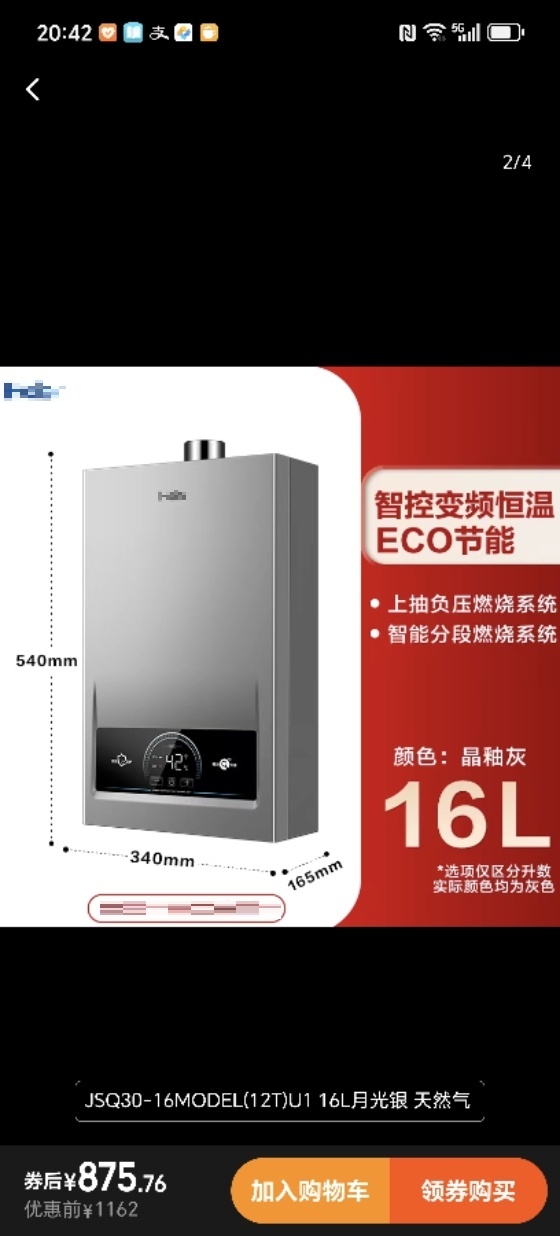 20:42
5G
2/4
智控变频恒温
ECO节能
上抽负压燃烧系统
智能分段燃烧系统
540mm
42°
颜色：晶釉灰
16L
340mm
165mm
*选项仅区分升数
实际颜色均为灰色
JSQ30-16MODEL(12T)U1 16L月光银 天然气
券后¥875.76
优惠前¥1162
加入购物车
领券购买